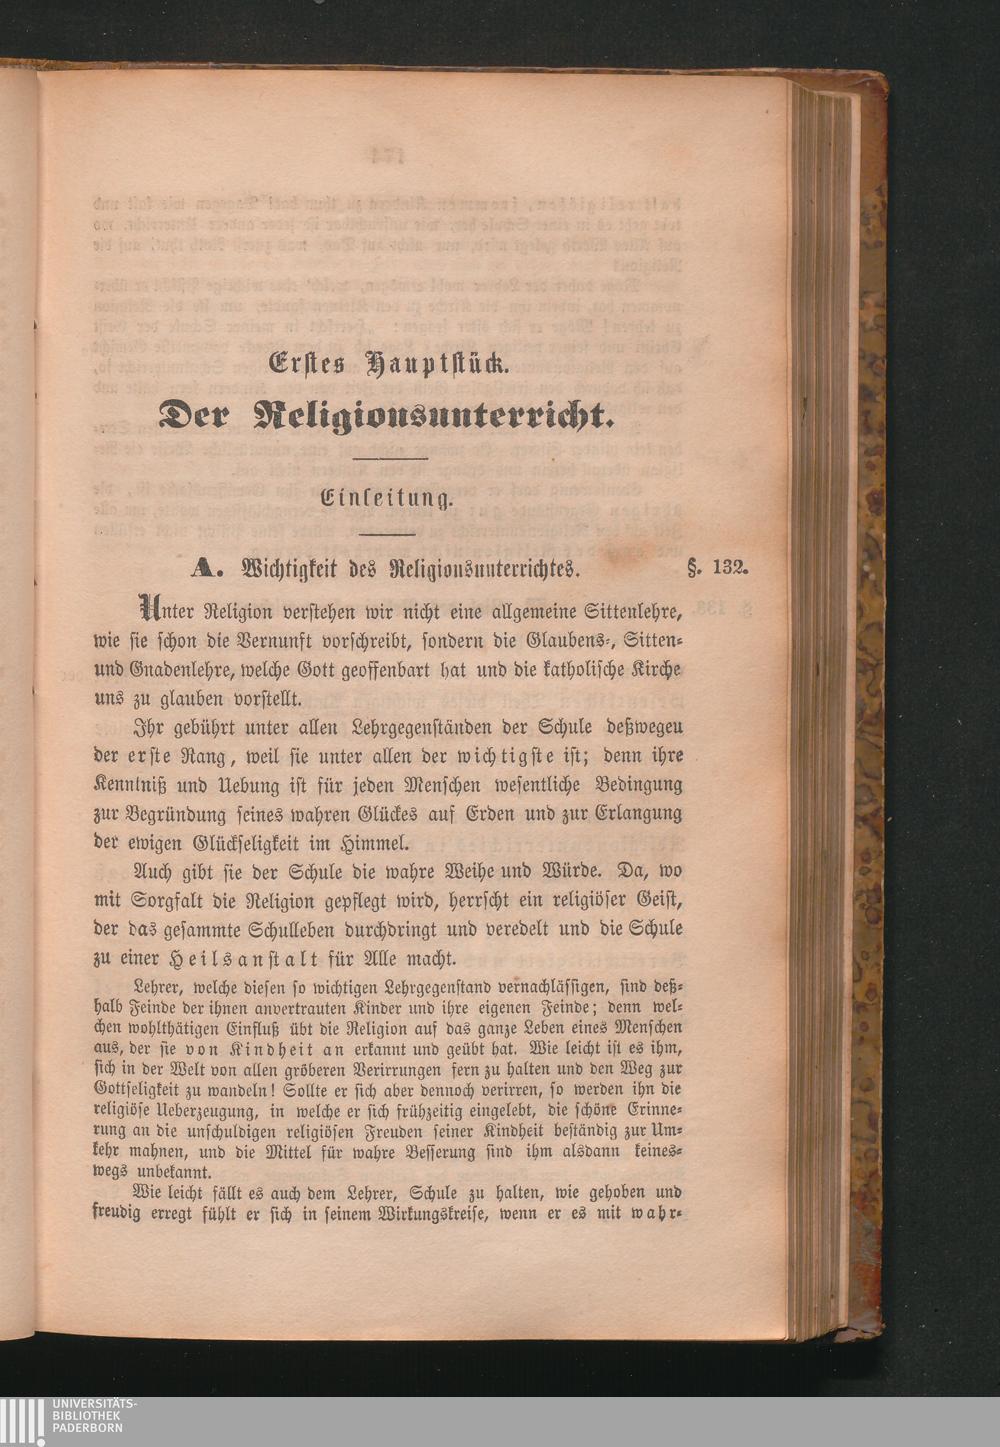 Erstes Hauptstück.
Der Religionsunterricht.
Einleitung.
A. Wichtigkeit des Religionsunterrichtes. §. 132.
Unter Religion verstehen wir nicht eine allgemeine Sittenlehre,
wie sie schon die Vernunft vorschreibt, sondern die Glaubens-, Sitten-
und Gnadenlehre, welche Gott geoffenbart hat und die katholische Kirche
uns zu glauben vorstellt.
Ihr gebührt unter allen Lehrgegenständen der Schule deßwegen
der erste Rang, weil sie unter allen der wichtigste ist; denn ihre
Kenntniß und Uebung ist für jeden Menschen wesentliche Bedingung
zur Begründung seines wahren Glückes auf Erden und zur Erlangung
der ewigen Glückseligkeit im Himmel.
Auch gibt sie der Schule die wahre Weihe und Würde. Da, wo
mit Sorgfalt die Religion gepflegt wird, herrscht ein religiöser Geist,
der das gesammte Schulleben durchdringt und veredelt und die Schule
zu einer Heilsanstalt für Alle macht.
Lehrer, welche diesen so wichtigen Lehrgegenstand vernachlässigen, sind deß-
halb Feinde der ihnen anvertrauten Kinder und ihre eigenen Feinde; denn wel-
chen wohlthätigen Einfluß übt die Religion auf das ganze Leben eines Menschen
aus, der sie von Kindheit an erkannt und geübt hat. Wie leicht ist es ihm,
sich in der Welt von allen gröberen Verirrungen fern zu halten und den Weg zur
Gottseligkeit zu wandeln! Sollte er sich aber dennoch verirren, so werden ihn die
religiöse Ueberzeugung, in welche er sich frühzeitig eingelebt, die schöne Erinne-
rung an die unschuldigen religiösen Freuden seiner Kindheit beständig zur Um-
kehr mahnen, und die Mittel für wahre Besserung sind ihm alsdann keines-
wegs unbekannt.
Wie leicht fällt es auch dem Lehrer, Schule zu halten, wie gehoben und
freudig erregt fühlt er sich in seinem Wirkungskreise, wenn er es mit wahr-
UNIVERSITÄTS-
BIBLIOTHEK
PADERBORN